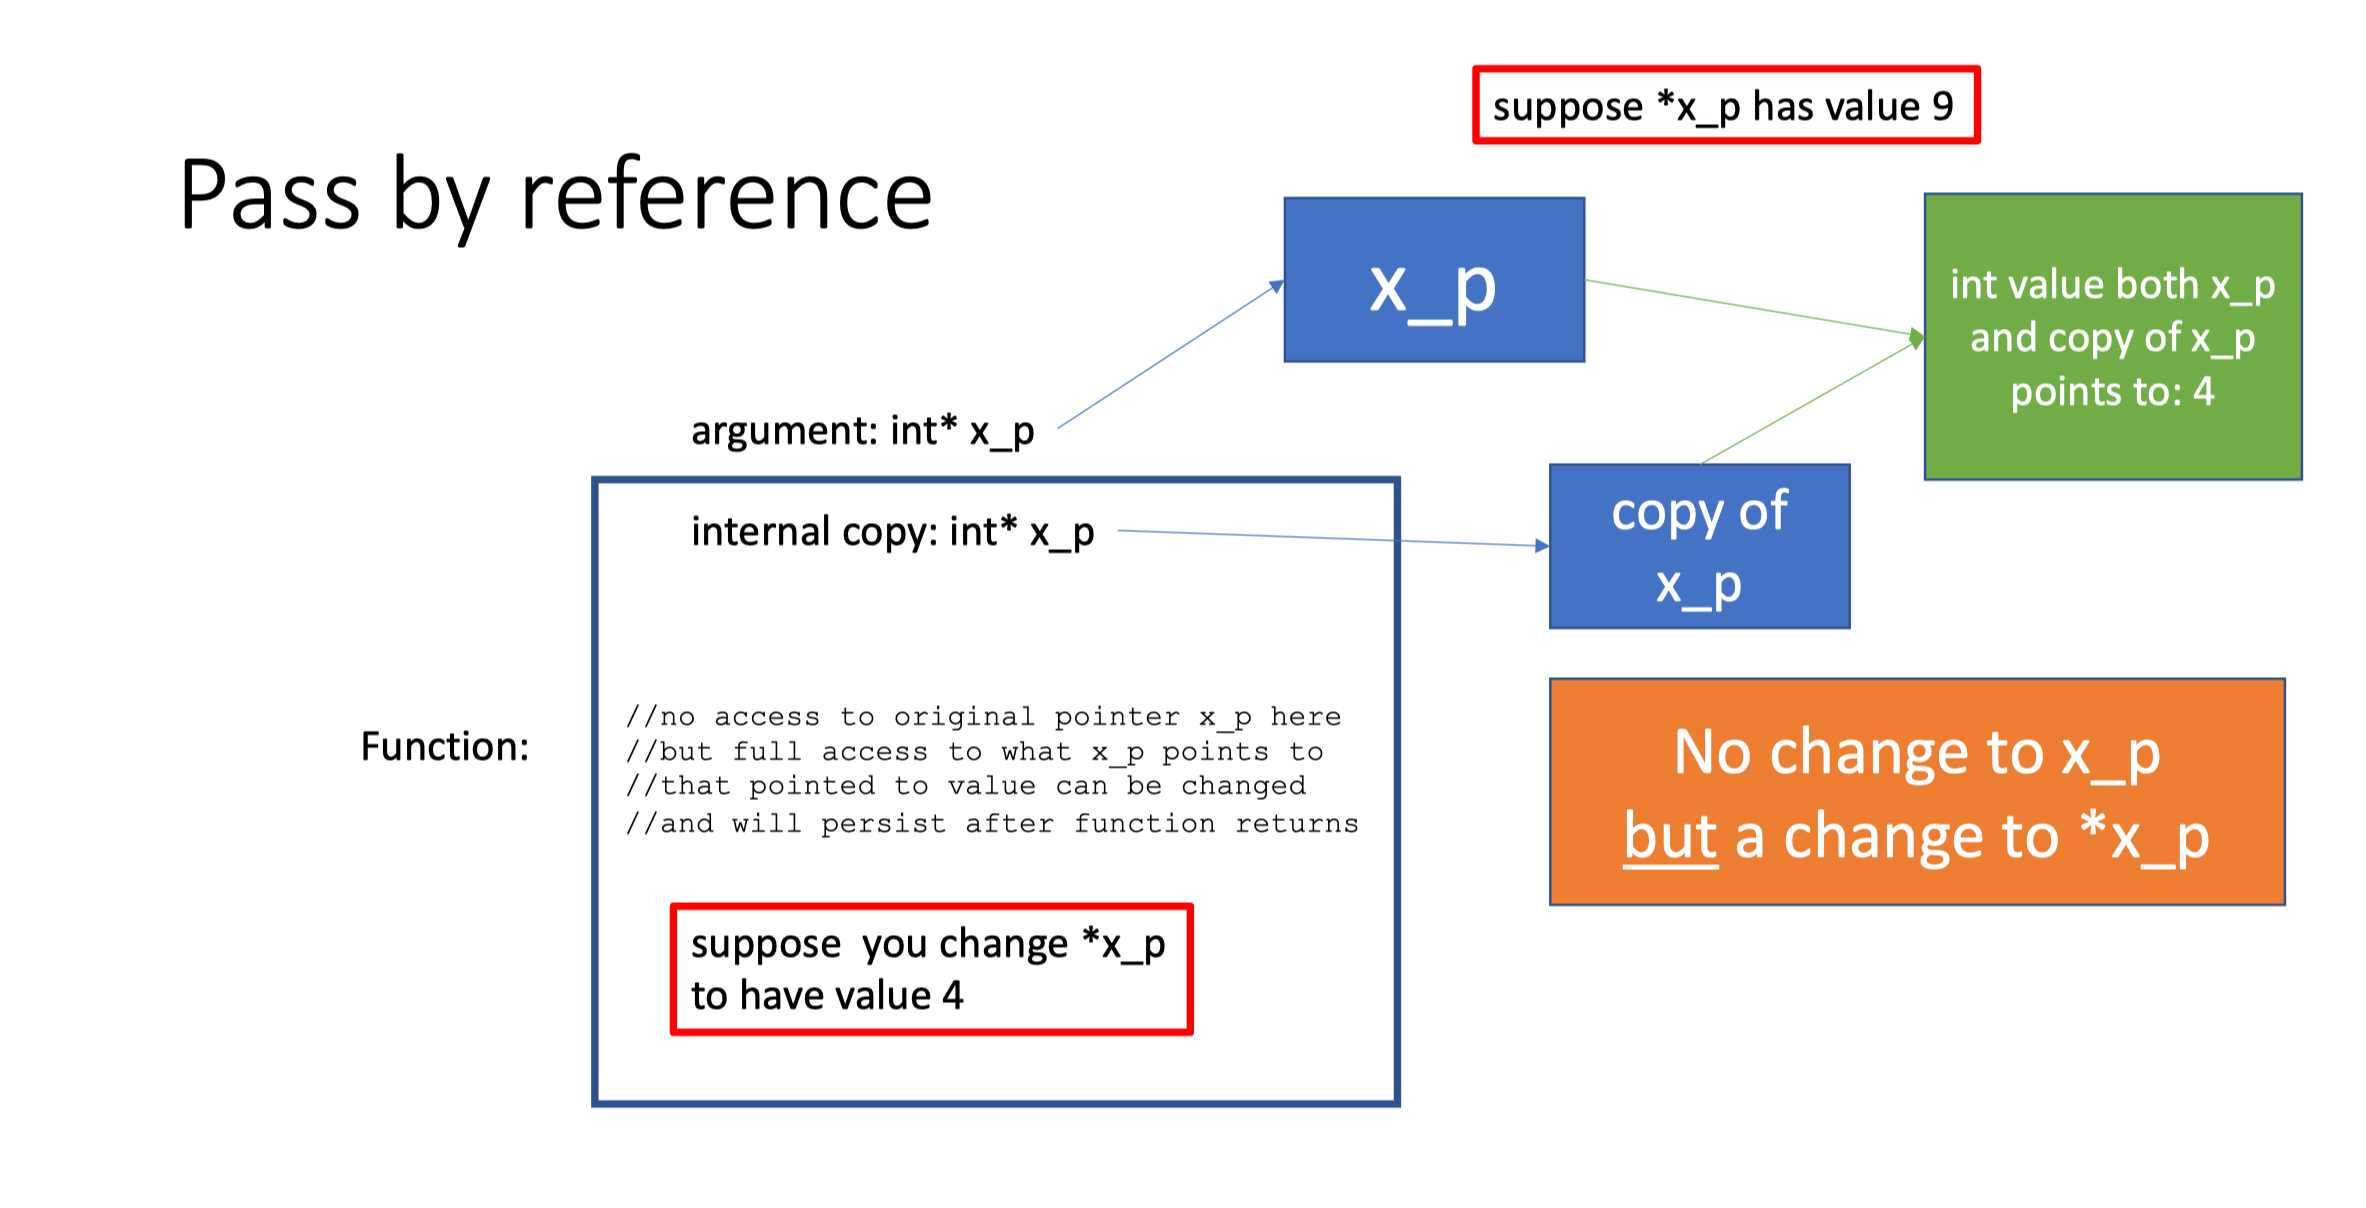 suppose *x_p has value 9
Pass by reference
x_p
int value both x_p
and copy of x_p
points to: 4
argument: int* x_p
internal copy: int* x_p
copy of
x_p
Function:
//no access to original pointer x_p here
//but full access to what x_p points to
//that pointed to value can be changed
//and will persist after function returns
No change to x_p
but a change to *x_p
suppose  you change *x_p
to have value 4